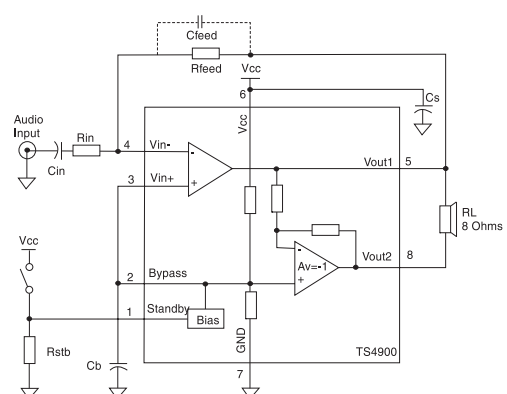 Cfeed
Rfeed
Vcc
6
Cs
Vcc
Audio
Input
Rin
Cin
4
Vin-
-
3
Vin+
+
Vout1
5
RL
8 Ohms
-
Av=-1
+
Vout2
8
Vcc
2
Bypass
1
Standby
Bias
GND
TS4900
Rstb
Cb
7